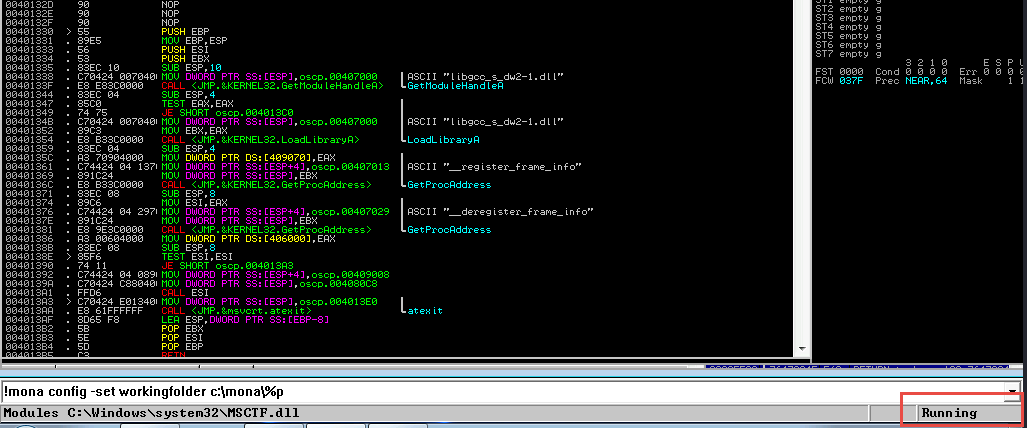 0040132D 90 NOP
0040132E 90 NOP
0040132F 90 NOP
00401330 > 55 PUSH EBP
00401331 . 89E5 MOV EBP,ESP
00401333 . 56 PUSH ESI
00401334 . 53 PUSH EBX
00401335 . 83EC 10 SUB ESP,10
00401338 . C70424 007040 MOV DWORD PTR SS:[ESP],oscp.00407000 ASCII "libgcc_s_dw2-1.dll"
0040133F . E8 E83C0000 CALL <JMP.&KERNEL32.GetModuleHandleA> GetModuleHandleA
00401344 . 83EC 04 SUB ESP,4
00401347 . 85C0 TEST EAX,EAX
00401349 . 74 75 JE SHORT oscp.004013C0
0040134B . C70424 007040 MOV DWORD PTR SS:[ESP],oscp.00407000 ASCII "libgcc_s_dw2-1.dll"
00401352 . 89C3 MOV EBX,EAX
00401354 . E8 B33C0000 CALL <JMP.&KERNEL32.LoadLibraryA> LoadLibraryA
00401359 . 83EC 04 SUB ESP,4
0040135C . A3 70904000 MOV DWORD PTR DS:[409070],EAX
00401361 . C74424 04 137 MOV DWORD PTR SS:[ESP+4],oscp.00407013 ASCII "__register_frame_info"
00401369 . 891C24 MOV DWORD PTR SS:[ESP],EBX
0040136C . E8 B33C0000 CALL <JMP.&KERNEL32.GetProcAddress> GetProcAddress
00401371 . 83EC 08 SUB ESP,8
00401374 . 89C6 MOV ESI,EAX
00401376 . C74424 04 297 MOV DWORD PTR SS:[ESP+4],oscp.00407029 ASCII "__deregister_frame_info"
0040137E . 891C24 MOV DWORD PTR SS:[ESP],EBX
00401381 . E8 9E3C0000 CALL <JMP.&KERNEL32.GetProcAddress> GetProcAddress
00401386 . A3 00604000 MOV DWORD PTR DS:[406000],EAX
0040138B . 83EC 08 SUB ESP,8
0040138E > 85F6 TEST ESI,ESI
00401390 . 74 11 JE SHORT oscp.004013A3
00401392 . C74424 04 089 MOV DWORD PTR SS:[ESP+4],oscp.00409008
0040139A . C70424 C88040 MOV DWORD PTR SS:[ESP],oscp.004080C8
004013A1 . FFD6 CALL ESI
004013A3 > C70424 E01340 MOV DWORD PTR SS:[ESP],oscp.004013E0
004013AA . E8 61FFFFFF CALL <JMP.&msvcrt.atexit> atexit
004013AF . 8D65 F8 LEA ESP,DWORD PTR SS:[EBP-8]
004013B2 . 5B POP EBX
004013B3 . 5E POP ESI
004013B4 . 5D POP EBP
004013B5 . C3 RETN
ST2 empty g
ST3 empty g
ST4 empty g
ST5 empty g
ST6 empty g
ST7 empty g
3 2 1 0 E S P U
FST 0000 Cond 0 0 0 0 Err 0 0 0 0
FCW 037F Prec NEAR,64 Mask 1 1
!mona config -set workingfolder c:\mona\%p
Modules C:\Windows\system32\MSCTF.dll
Running